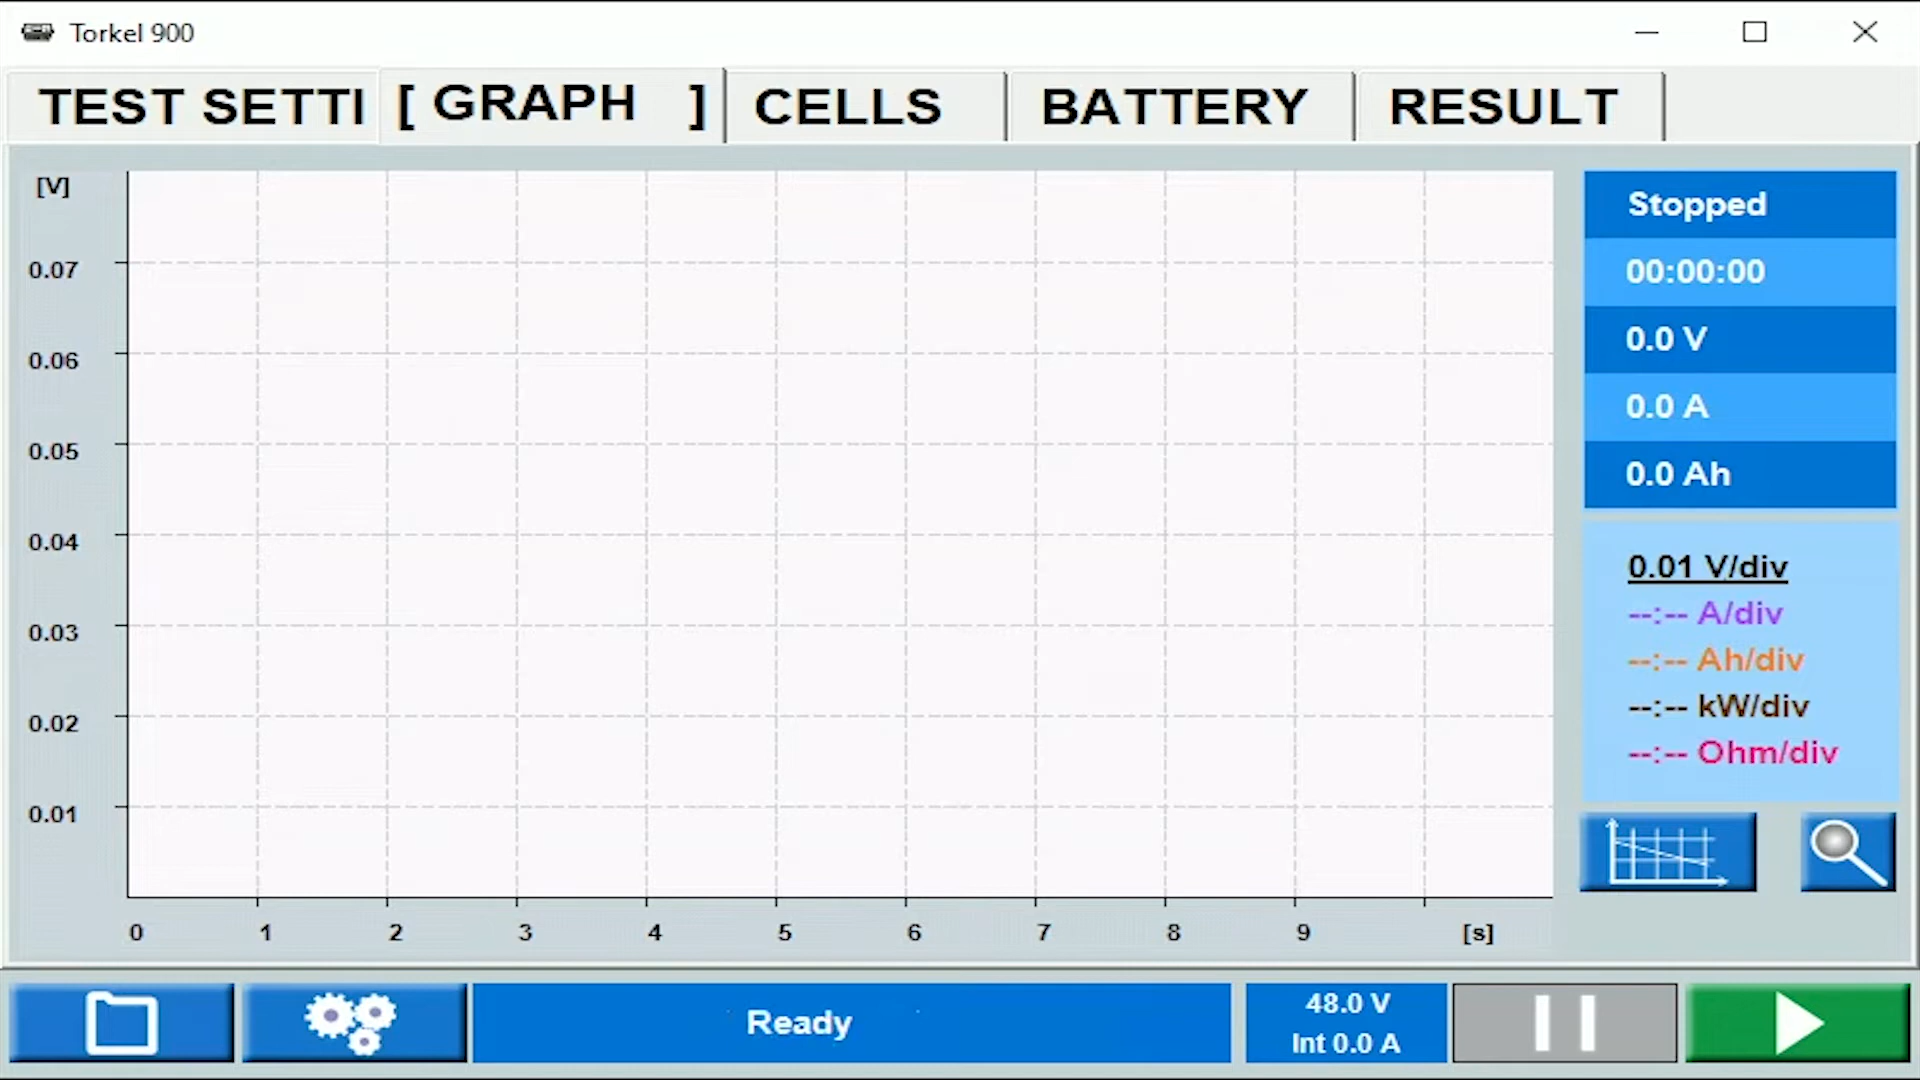 Torkel 900
TEST SETTI
[ GRAPH ]
CELLS
BATTERY
RESULT
[V]
0.07
0.06
0.05
0.04
0.03
0.02
0.01
0 1 2 3 4 5 6 7 8 9 [s]
Stopped
00:00:00
0.0 V
0.0 A
0.0 Ah
0.01 V/div
--:-- A/div
--:-- Ah/div
--:-- kW/div
--:-- Ohm/div
Ready
48.0 V
Int 0.0 A